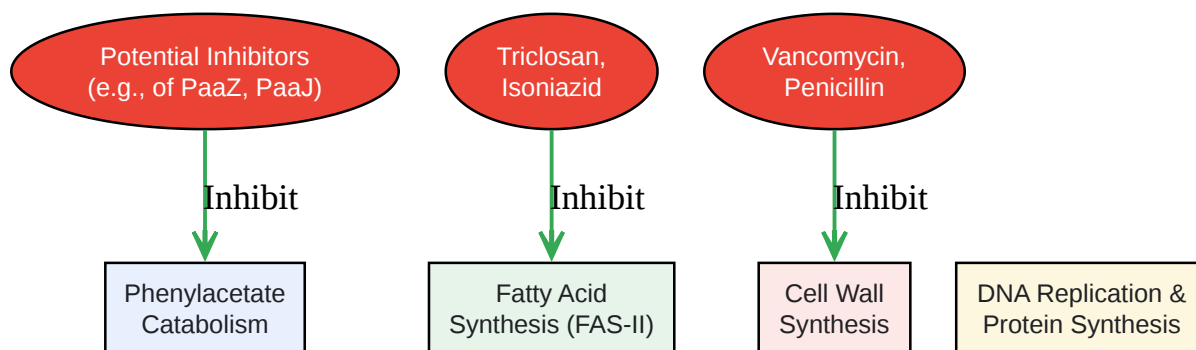 Potential Inhibitors
(e.g., of PaaZ, PaaJ)
Triclosan,
Isoniazid
Vancomycin,
Penicillin
Inhibit
Inhibit
Inhibit
Phenylacetate
Catabolism
Fatty Acid
Synthesis (FAS-II)
Cell Wall
Synthesis
DNA Replication &
Protein Synthesis